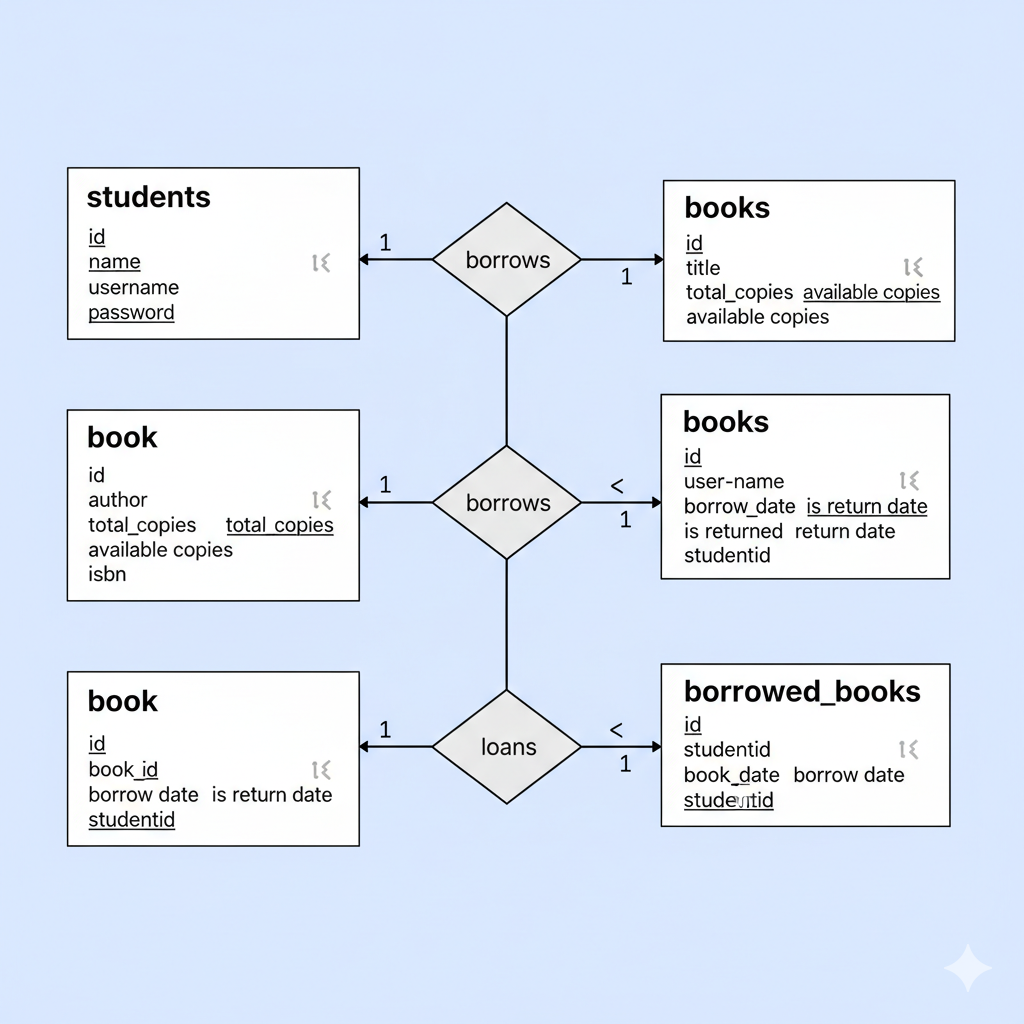 students
id
name
username
password
1
borrows
1
books
id
title
total_copies available copies
available copies
book
id
author
total_copies total_copies
available copies
isbn
1
borrows
<
1
books
id
user-name
borrow_date is return date
is returned return date
studentid
book
id
book_id
borrow date is return date
studentid
1
loans
<
1
borrowed_books
id
studentid
book_date borrow date
studentid